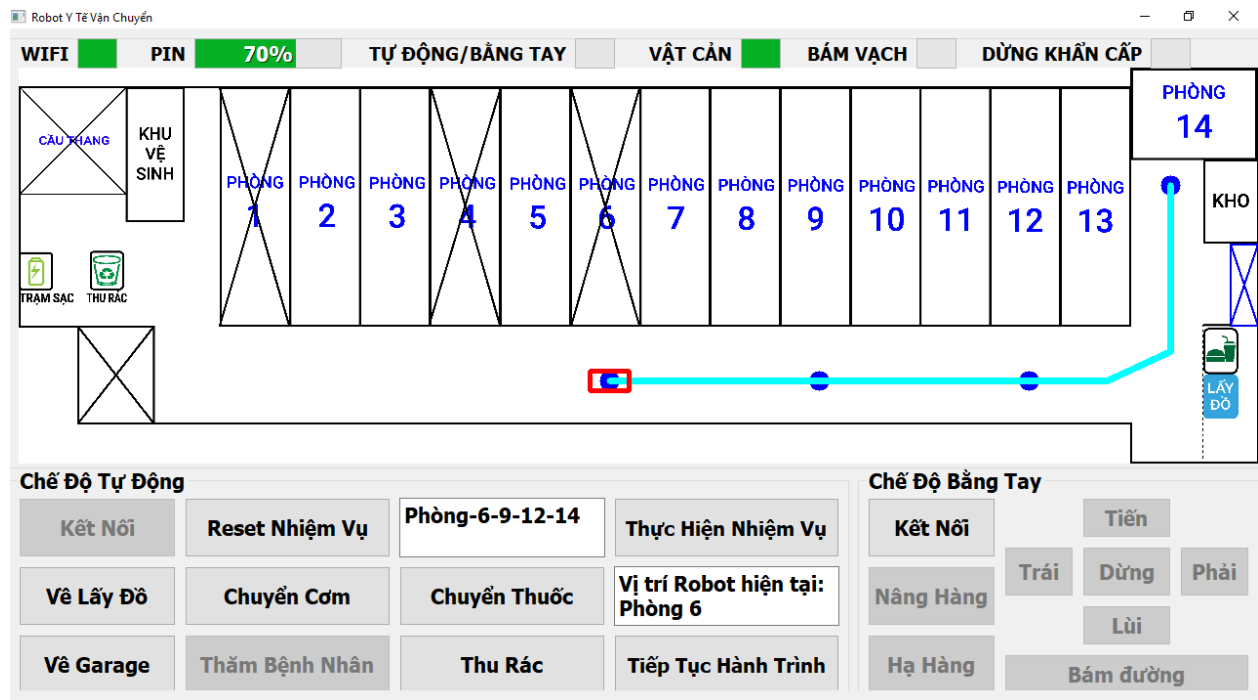 Robot Y Tế Vận Chuyển
WIFI PIN 70% TỰ ĐỘNG/BẰNG TAY VẬT CẢN BÁM VẠCH DỪNG KHẨN CẤP
CẦU THANG
KHU
VỆ
SINH
PHÒNG
1
PHÒNG
2
PHÒNG
3
PHÒNG
4
PHÒNG
5
PHÒNG
6
PHÒNG
7
PHÒNG
8
PHÒNG
9
PHÒNG
10
PHÒNG
11
PHÒNG
12
PHÒNG
13
PHÒNG
14
KHO
TRẠM SẠC
THU RÁC
LẤY
ĐỒ
Chế Độ Tự Động
Kết Nối
Reset Nhiệm Vụ
Phòng-6-9-12-14
Thực Hiện Nhiệm Vụ
Về Lấy Đồ
Chuyển Cơm
Chuyển Thuốc
Vị trí Robot hiện tại:
Phòng 6
Về Garage
Thăm Bệnh Nhân
Thu Rác
Tiếp Tục Hành Trình
Chế Độ Bằng Tay
Kết Nối
Tiến
Nâng Hàng
Trái
Dừng
Phải
Lùi
Hạ Hàng
Bám đường